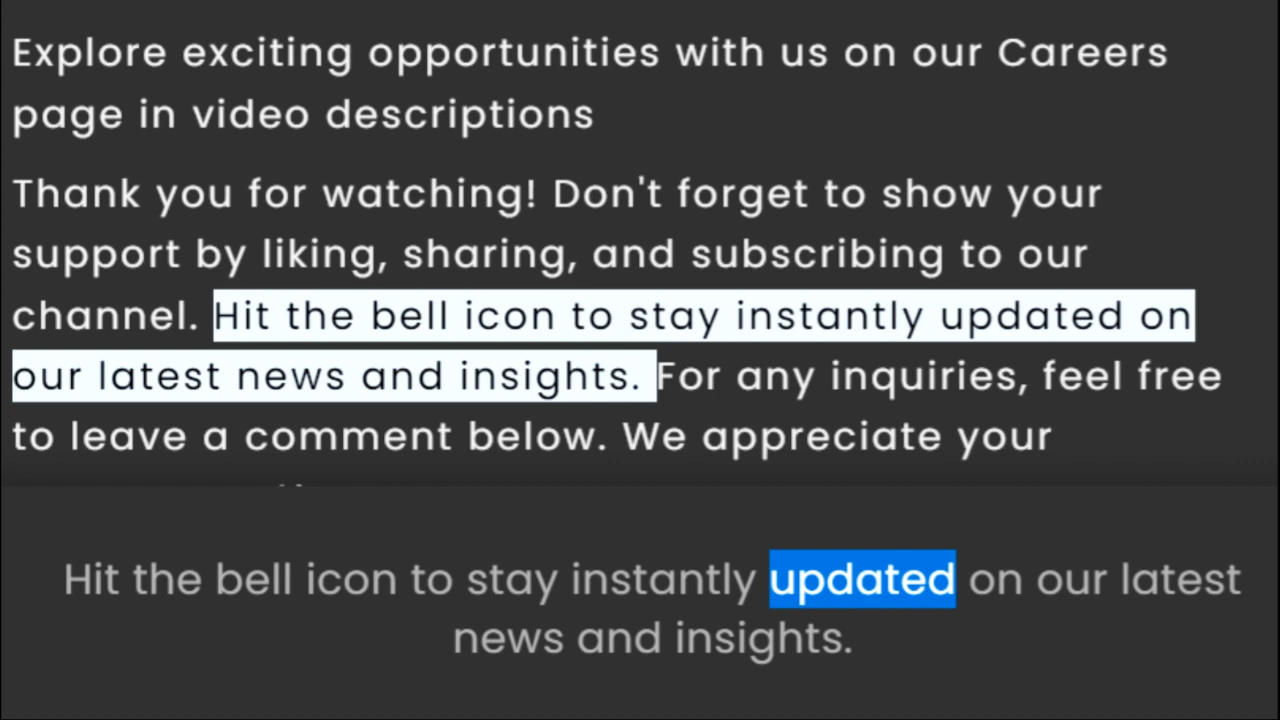 Explore exciting opportunities with us on our Careers
page in video descriptions
Thank you for watching! Don't forget to show your
support by liking, sharing, and subscribing to our
channel. Hit the bell icon to stay instantly updated on
our latest news and insights. For any inquiries, feel free
to leave a comment below. We appreciate your
Hit the bell icon to stay instantly updated on our latest
news and insights.